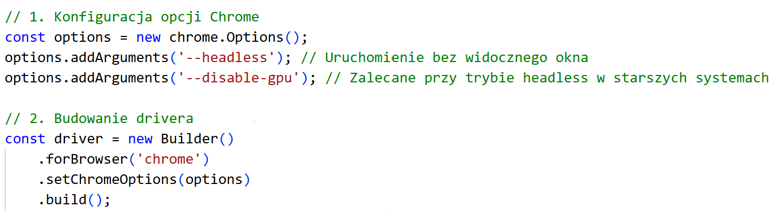 // 1. Konfiguracja opcji Chrome
const options = new chrome.Options();
options.addArguments('--headless'); // Uruchomienie bez widocznego okna
options.addArguments('--disable-gpu'); // Zalecane przy trybie headless w starszych systemach

// 2. Budowanie drivera
const driver = new Builder()
    .forBrowser('chrome')
    .setChromeOptions(options)
    .build();